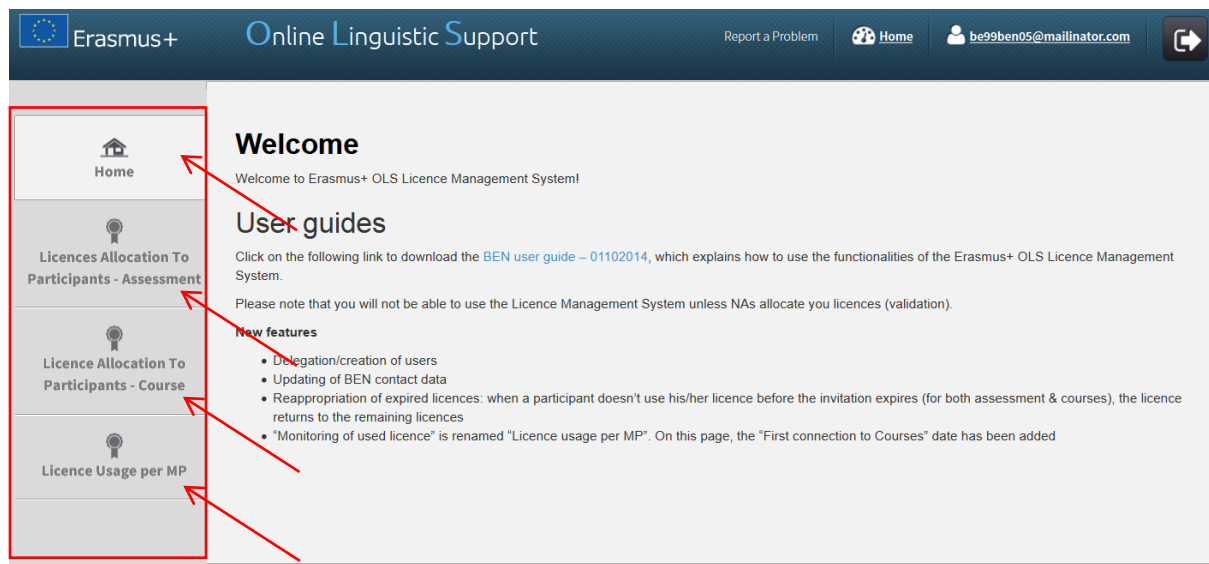 Erasmus+
Online Linguistic Support
Report a Problem
Home
be99ben05@mailinator.com
Home
Licences Allocation To
Participants - Assessment
Licence Allocation To
Participants - Course
Licence Usage per MP
Welcome
Welcome to Erasmus+ OLS Licence Management System!
User guides
Click on the following link to download the BEN user guide – 01102014, which explains how to use the functionalities of the Erasmus+ OLS Licence Management
System.
Please note that you will not be able to use the Licence Management System unless NAs allocate you licences (validation).
New features
• Delegation/creation of users
• Updating of BEN contact data
• Reappropriation of expired licences: when a participant doesn't use his/her licence before the invitation expires (for both assessment & courses), the licence
returns to the remaining licences
• “Monitoring of used licence” is renamed “Licence usage per MP”. On this page, the “First connection to Courses” date has been added